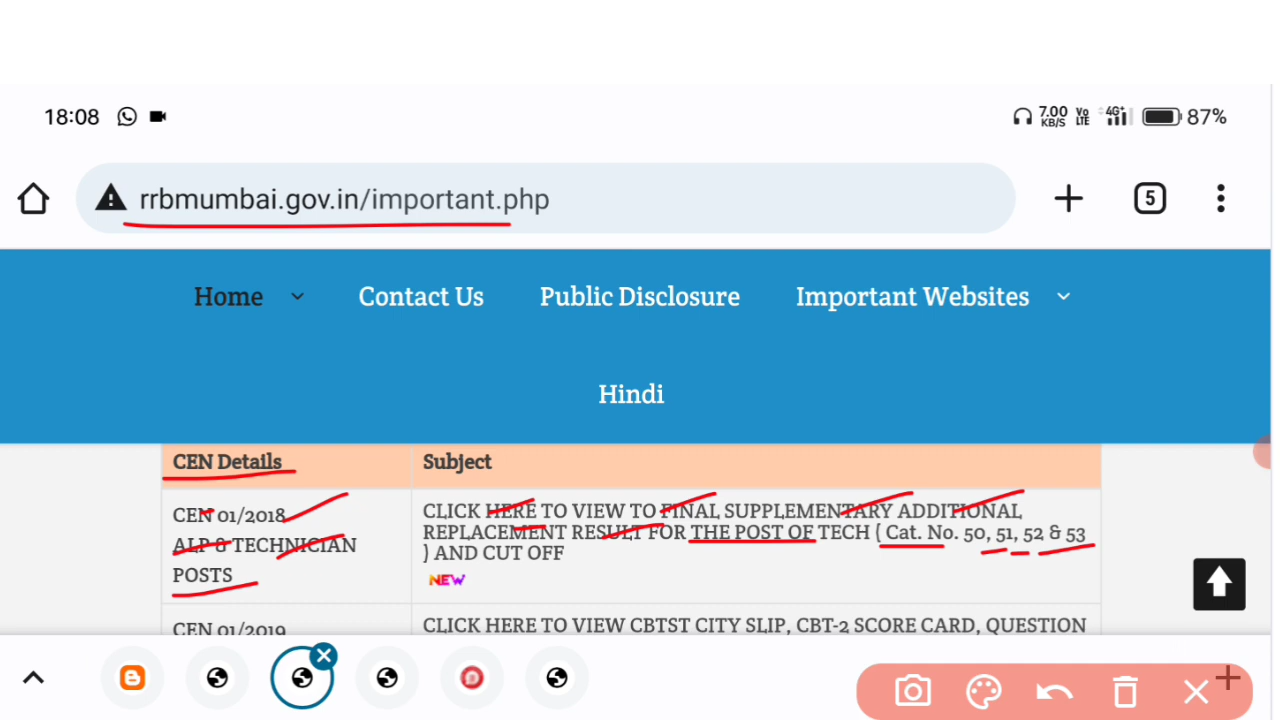 18:08 7.00 KB/S Vo LTE 4G+ 87%
rrbmumbai.gov.in/important.php 5
Home Contact Us Public Disclosure Important Websites
Hindi
CEN Details Subject
CEN 01/2018 CLICK HERE TO VIEW TO FINAL SUPPLEMENTARY ADDITIONAL
ALP & TECHNICIAN REPLACEMENT RESULT FOR THE POST OF TECH ( Cat. No. 50, 51, 52 & 53
POSTS ) AND CUT OFF
NEW
CEN 01/2019 CLICK HERE TO VIEW CBTST CITY SLIP, CBT-2 SCORE CARD, QUESTION